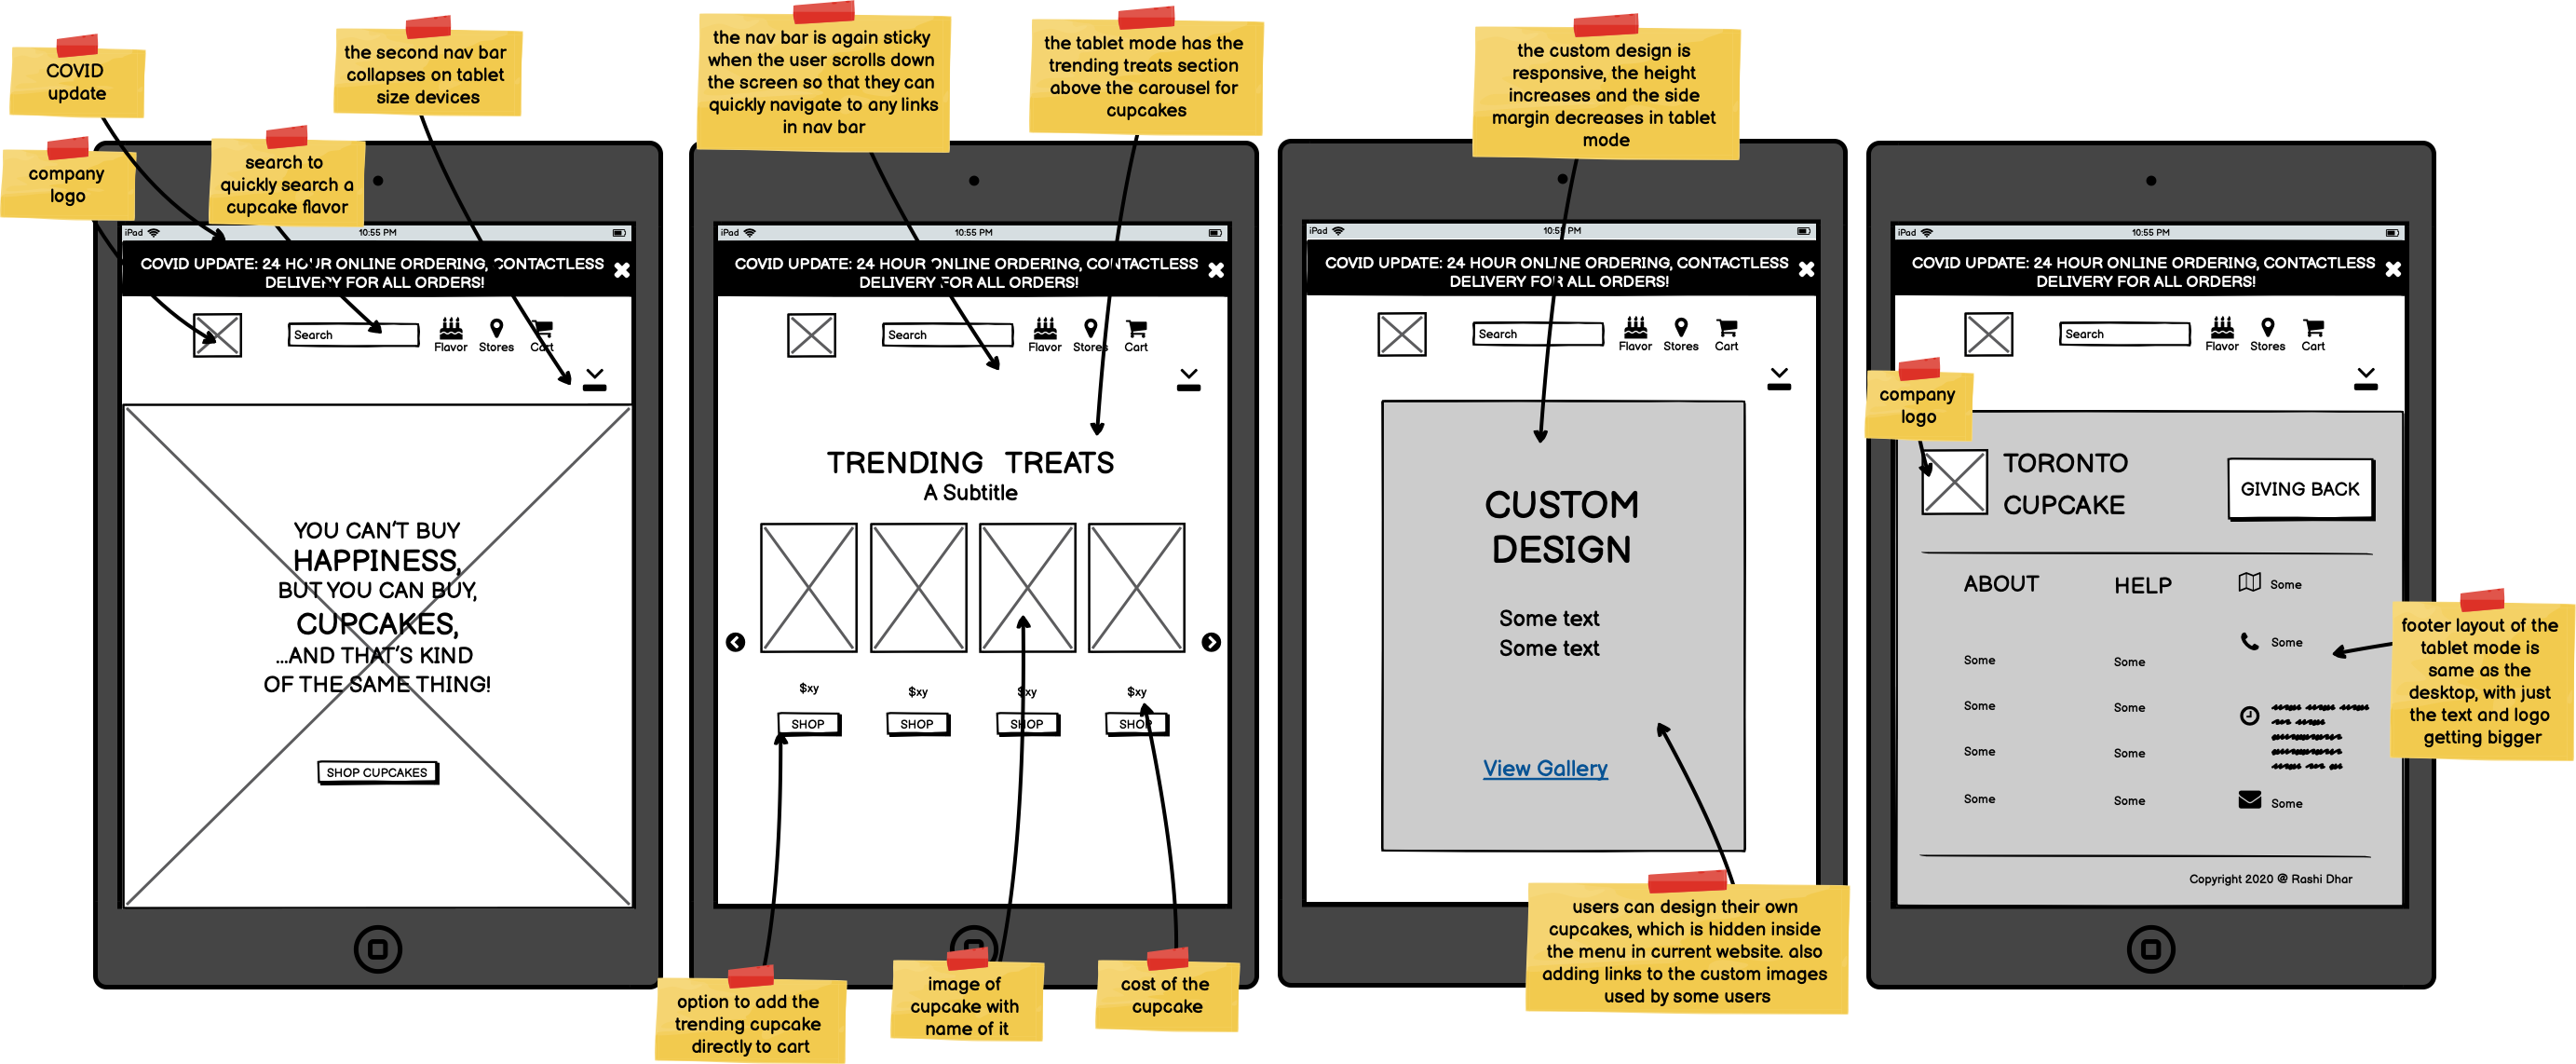 COVID
update
company
logo
search to
quickly search a
cupcake flavor
the second nav bar
collapses on tablet
size devices
iPad
10:55 PM
COVID UPDATE: 24 HOUR ONLINE ORDERING, CONTACTLESS
DELIVERY FOR ALL ORDERS!
Search
Flavor
Stores
Cart
YOU CAN'T BUY
HAPPINESS,
BUT YOU CAN BUY,
CUPCAKES,
...AND THAT'S KIND
OF THE SAME THING!
SHOP CUPCAKES
the nav bar is again sticky
when the user scrolls down
the screen so that they can
quickly navigate to any links
in nav bar
the tablet mode has the
trending treats section
above the carousel for
cupcakes
iPad
10:55 PM
COVID UPDATE: 24 HOUR ONLINE ORDERING, CONTACTLESS
DELIVERY FOR ALL ORDERS!
Search
Flavor
Stores
Cart
TRENDING TREATS
A Subtitle
$xy
$xy
$xy
$xy
SHOP
SHOP
SHOP
SHOP
option to add the
trending cupcake
directly to cart
image of
cupcake with
name of it
cost of the
cupcake
the custom design is
responsive, the height
increases and the side
margin decreases in tablet
mode
iPad
10:55 PM
COVID UPDATE: 24 HOUR ONLINE ORDERING, CONTACTLESS
DELIVERY FOR ALL ORDERS!
Search
Flavor
Stores
Cart
CUSTOM
DESIGN
Some text
Some text
View Gallery
users can design their own
cupcakes, which is hidden inside
the menu in current website. also
adding links to the custom images
used by some users
iPad
10:55 PM
COVID UPDATE: 24 HOUR ONLINE ORDERING, CONTACTLESS
DELIVERY FOR ALL ORDERS!
Search
Flavor
Stores
Cart
company
logo
TORONTO
CUPCAKE
GIVING BACK
ABOUT
Some
Some
Some
Some
HELP
Some
Some
Some
Some
Some
Some
Some
Copyright 2020 @ Rashi Dhar
footer layout of the
tablet mode is
same as the
desktop, with just
the text and logo
getting bigger